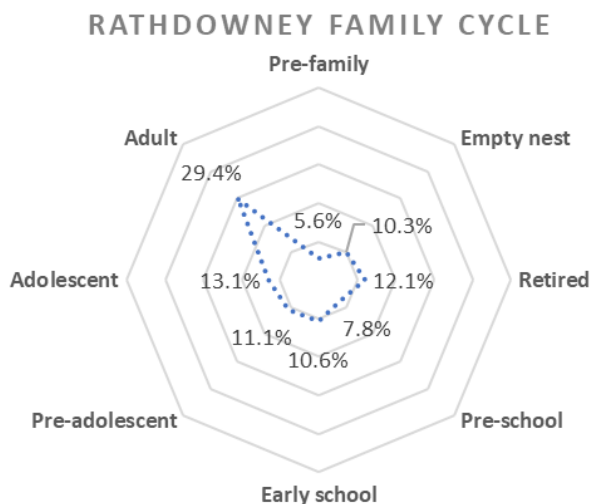 RATHDOWNEY FAMILY CYCLE
Pre-family
Adult
Empty nest
29.4%
5.6%
10.3%
Adolescent
13.1%
12.1%
Retired
11.1%
7.8%
10.6%
Pre-adolescent
Pre-school
Early school